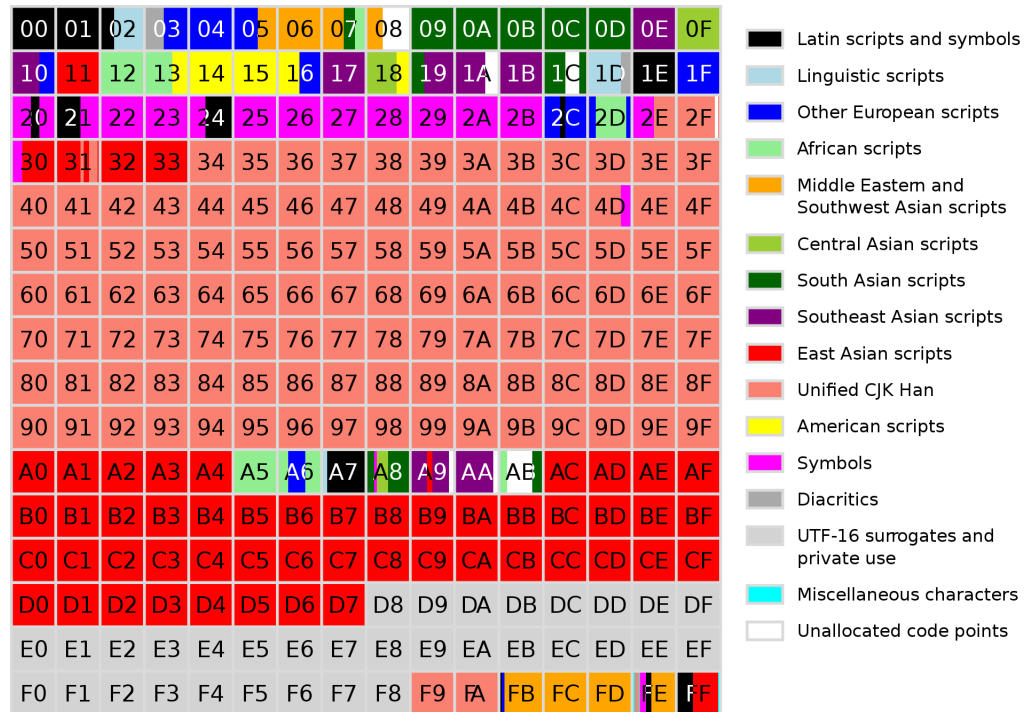 00 01 02 03 04 05 06 07 08 09 0A 0B 0C 0D 0E 0F
10 11 12 13 14 15 16 17 18 19 1A 1B 1C 1D 1E 1F
20 21 22 23 24 25 26 27 28 29 2A 2B 2C 2D 2E 2F
30 31 32 33 34 35 36 37 38 39 3A 3B 3C 3D 3E 3F
40 41 42 43 44 45 46 47 48 49 4A 4B 4C 4D 4E 4F
50 51 52 53 54 55 56 57 58 59 5A 5B 5C 5D 5E 5F
60 61 62 63 64 65 66 67 68 69 6A 6B 6C 6D 6E 6F
70 71 72 73 74 75 76 77 78 79 7A 7B 7C 7D 7E 7F
80 81 82 83 84 85 86 87 88 89 8A 8B 8C 8D 8E 8F
90 91 92 93 94 95 96 97 98 99 9A 9B 9C 9D 9E 9F
A0 A1 A2 A3 A4 A5 A6 A7 A8 A9 AA AB AC AD AE AF
B0 B1 B2 B3 B4 B5 B6 B7 B8 B9 BA BB BC BD BE BF
C0 C1 C2 C3 C4 C5 C6 C7 C8 C9 CA CB CC CD CE CF
D0 D1 D2 D3 D4 D5 D6 D7 D8 D9 DA DB DC DD DE DF
E0 E1 E2 E3 E4 E5 E6 E7 E8 E9 EA EB EC ED EE EF
F0 F1 F2 F3 F4 F5 F6 F7 F8 F9 FA FB FC FD FE FF
Latin scripts and symbols
Linguistic scripts
Other European scripts
African scripts
Middle Eastern and
Southwest Asian scripts
Central Asian scripts
South Asian scripts
Southeast Asian scripts
East Asian scripts
Unified CJK Han
American scripts
Symbols
Diacritics
UTF-16 surrogates and
private use
Miscellaneous characters
Unallocated code points